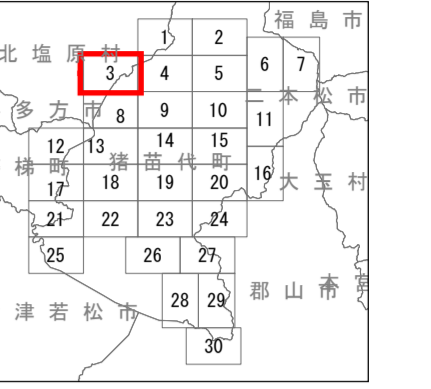 福島市
1 2
北塩原村
3 4 5 6 7
二本松市
多方市
8 9 10 11
12 13 14 15
梯町 猪苗代町
16
大玉村
17 18 19 20
21 22 23 24
25 26 27
郡山市
本宮
28 29
津若松市
30